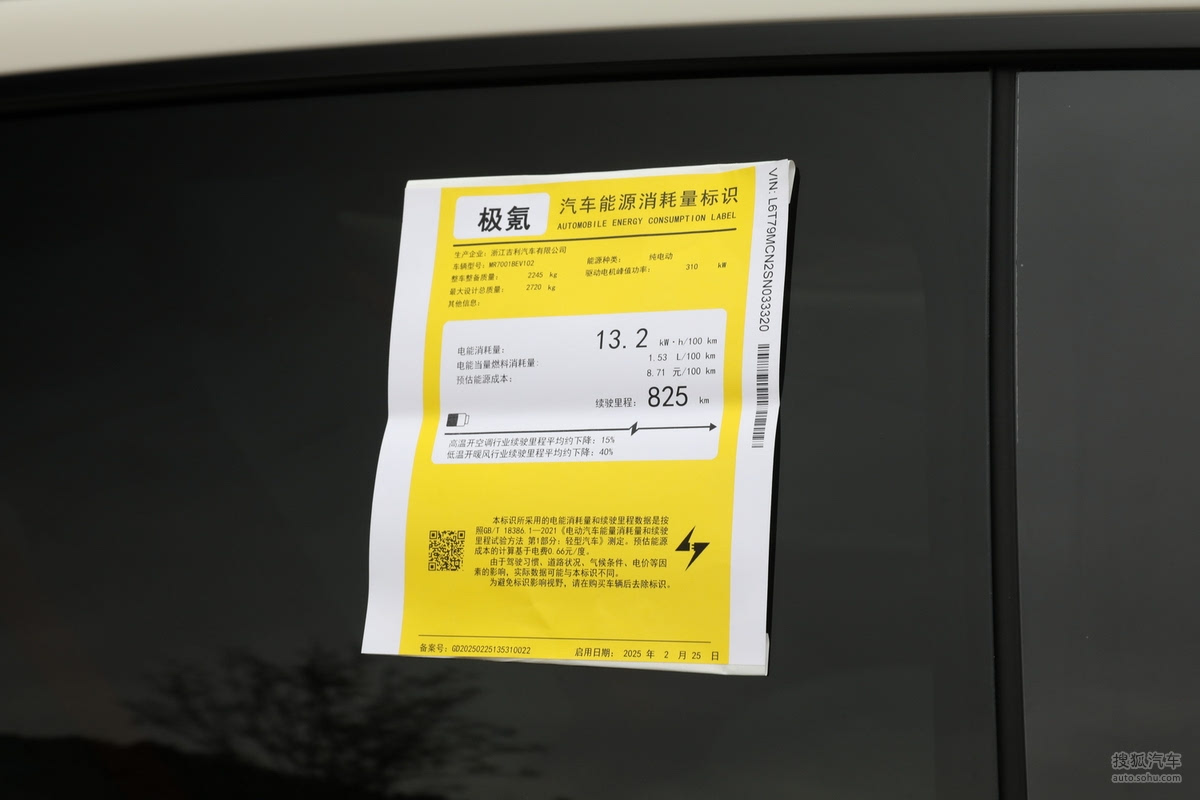 极氪
汽车能源消耗量标识
AUTOMOBILE ENERGY CONSUMPTION LABEL
生产企业：浙江吉利汽车有限公司
车辆型号：MR7001BEV102
能源种类： 纯电动
整车整备质量： 2245 kg
驱动电机峰值功率： 310 kW
最大设计总质量： 2720 kg
其他信息：
电能消耗量： 13.2 kW·h/100 km
电能当量燃料消耗量： 1.53 L/100 km
预估能源成本： 8.71 元/100 km
续驶里程： 825 km
高温开空调行业续驶里程平均约下降：15%
低温开暖风行业续驶里程平均约下降：40%
本标识所采用的电能消耗量和续驶里程数据是按
照GB/T 18386.1—2021《电动汽车能量消耗量和续驶
里程试验方法 第1部分：轻型汽车》测定。预估能源
成本的计算基于电费0.66元/度。
由于驾驶习惯、道路状况、气候条件、电价等因
素的影响，实际数据可能与本标识不同。
为避免标识影响视野，请在购买车辆后去除标识。
备案号：GD20250225135310022
启用日期： 2025 年 2 月 25 日
VIN: L6T79MCN2SN033320
搜狐汽车
auto.sohu.com